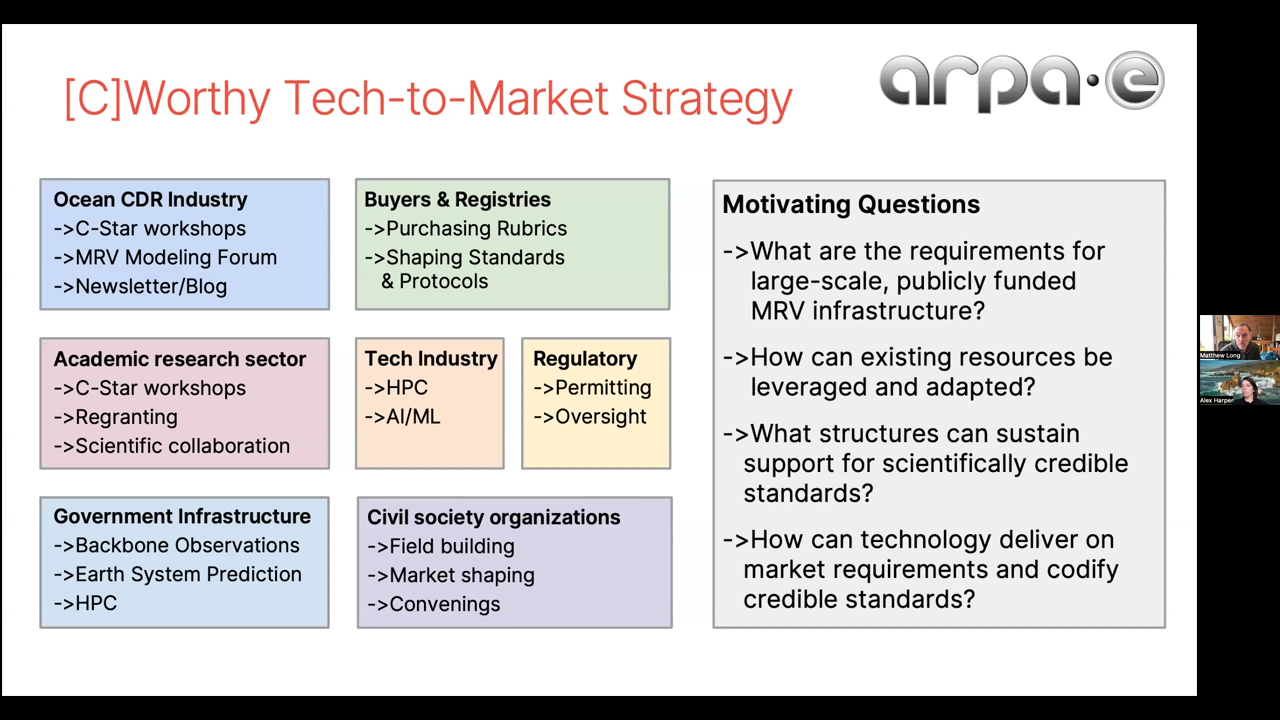 [C]Worthy Tech-to-Market Strategy
arpa·e
Ocean CDR Industry
->C-Star workshops
->MRV Modeling Forum
->Newsletter/Blog
Buyers & Registries
->Purchasing Rubrics
->Shaping Standards
& Protocols
Academic research sector
->C-Star workshops
->Regranting
->Scientific collaboration
Tech Industry
->HPC
->AI/ML
Regulatory
->Permitting
->Oversight
Government Infrastructure
->Backbone Observations
->Earth System Prediction
->HPC
Civil society organizations
->Field building
->Market shaping
->Convenings
Motivating Questions
->What are the requirements for
large-scale, publicly funded
MRV infrastructure?
->How can existing resources be
leveraged and adapted?
->What structures can sustain
support for scientifically credible
standards?
->How can technology deliver on
market requirements and codify
credible standards?
Matthew Long
Alex Harper